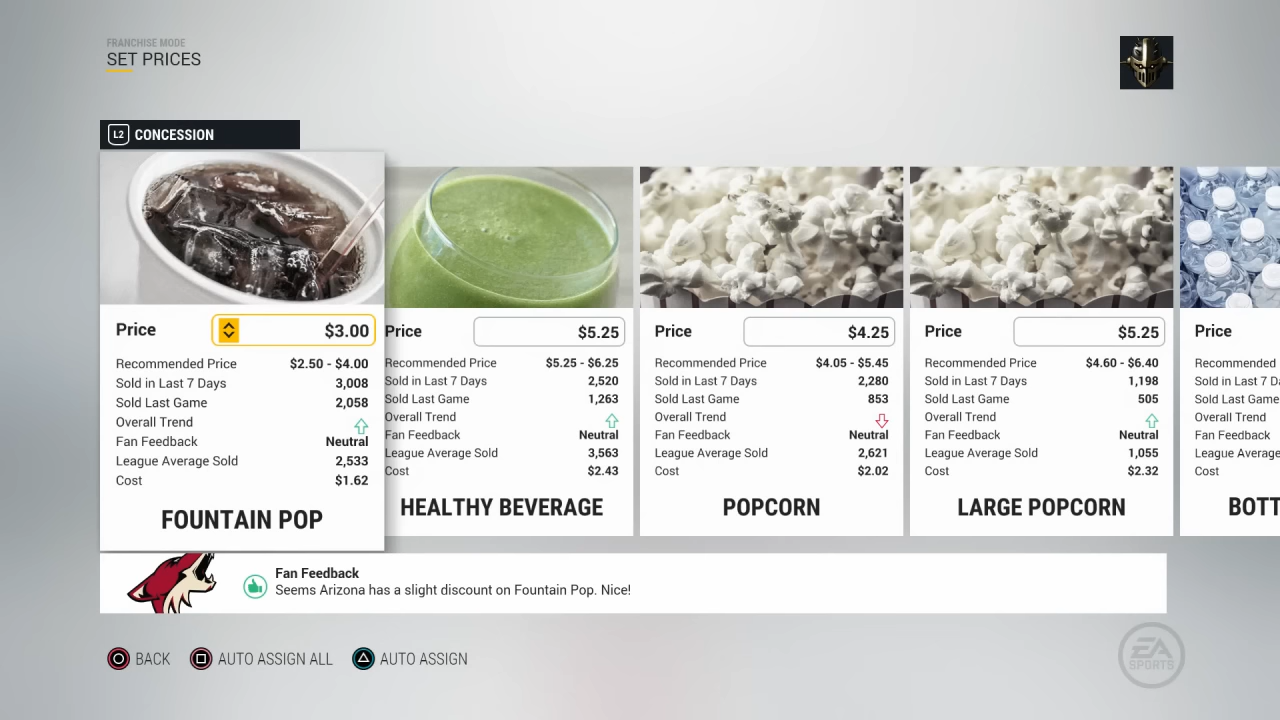 FRANCHISE MODE
SET PRICES
L2 CONCESSION
Price $3.00
Recommended Price $2.50 - $4.00
Sold in Last 7 Days 3,008
Sold Last Game 2,058
Overall Trend
Fan Feedback Neutral
League Average Sold 2,533
Cost $1.62
FOUNTAIN POP
Price $5.25
Recommended Price $5.25 - $6.25
Sold in Last 7 Days 2,520
Sold Last Game 1,263
Overall Trend
Fan Feedback Neutral
League Average Sold 3,563
Cost $2.43
HEALTHY BEVERAGE
Price $4.25
Recommended Price $4.05 - $5.45
Sold in Last 7 Days 2,280
Sold Last Game 853
Overall Trend
Fan Feedback Neutral
League Average Sold 2,621
Cost $2.02
POPCORN
Price $5.25
Recommended Price $4.60 - $6.40
Sold in Last 7 Days 1,198
Sold Last Game 505
Overall Trend
Fan Feedback Neutral
League Average Sold 1,055
Cost $2.32
LARGE POPCORN
Price
Recommended
Sold in Last 7 D
Sold Last Game
Overall Trend
Fan Feedback
League Average
Cost
BOTT
Fan Feedback
Seems Arizona has a slight discount on Fountain Pop. Nice!
BACK AUTO ASSIGN ALL AUTO ASSIGN
EA
SPORTS